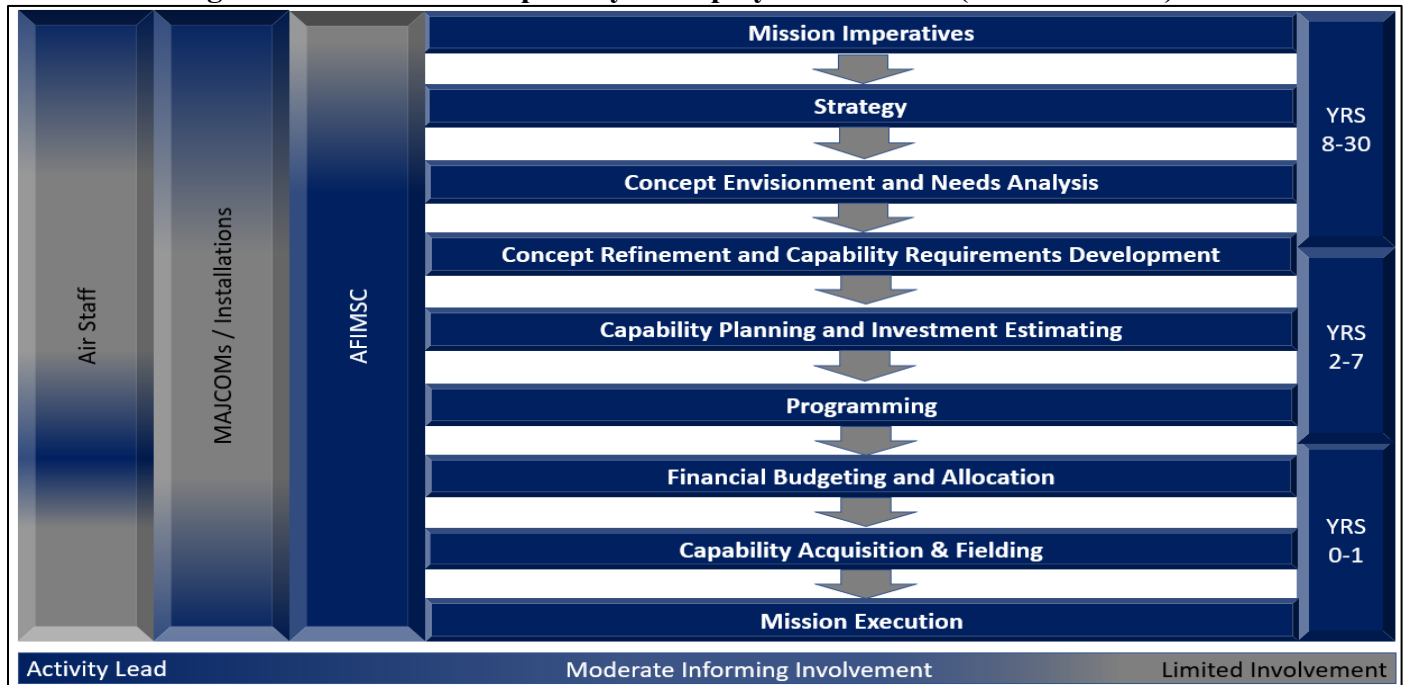 Mission Imperatives
Strategy
Concept Envisionment and Needs Analysis
Concept Refinement and Capability Requirements Development
Capability Planning and Investment Estimating
Programming
Financial Budgeting and Allocation
Capability Acquisition & Fielding
Mission Execution
Air Staff
MAJCOMs / Installations
AFIMSC
YRS
8-30
YRS
2-7
YRS
0-1
Activity Lead
Moderate Informing Involvement
Limited Involvement